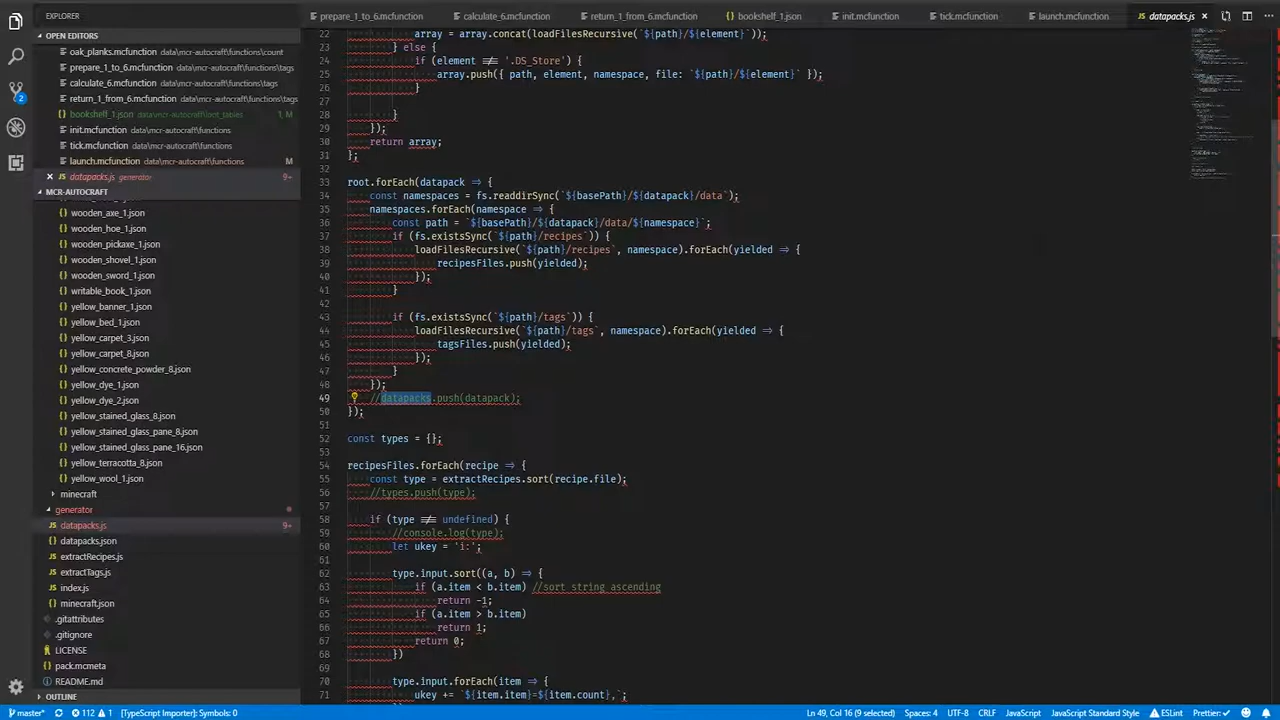 EXPLORER
OPEN EDITORS
oak_planks.mcfunction data\mcr-autocraft\functions\count
prepare_1_to_6.mcfunction data\mcr-autocraft\functions\tags
calculate_6.mcfunction data\mcr-autocraft\functions\tags
return_1_from_6.mcfunction data\mcr-autocraft\functions\tags
bookshelf_1.json data\mcr-autocraft\loot_tables 1, M
init.mcfunction data\mcr-autocraft\functions
tick.mcfunction data\mcr-autocraft\functions
launch.mcfunction data\mcr-autocraft\functions M
datapacks.js generator 9+
MCR-AUTOCRAFT
wooden_axe_1.json
wooden_hoe_1.json
wooden_pickaxe_1.json
wooden_shovel_1.json
wooden_sword_1.json
writable_book_1.json
yellow_banner_1.json
yellow_bed_1.json
yellow_carpet_3.json
yellow_carpet_8.json
yellow_concrete_powder_8.json
yellow_dye_1.json
yellow_dye_2.json
yellow_stained_glass_8.json
yellow_stained_glass_pane_8.json
yellow_stained_glass_pane_16.json
yellow_terracotta_8.json
yellow_wool_1.json
minecraft
generator
datapacks.js 9+
datapacks.json
extractRecipes.js
extractTags.js
index.js
minecraft.json
.gitattributes
.gitignore
LICENSE
pack.mcmeta
README.md
OUTLINE
prepare_1_to_6.mcfunction calculate_6.mcfunction return_1_from_6.mcfunction bookshelf_1.json init.mcfunction tick.mcfunction launch.mcfunction datapacks.js
22 array = array.concat(loadFilesRecursive(`${path}/${element}`));
23 } else {
24 if (element !== '.DS_Store') {
25 array.push({ path, element, namespace, file: `${path}/${element}` });
26 }
27
28 }
29 });
30 return array;
31 };
32
33 root.forEach(datapack => {
34 const namespaces = fs.readdirSync(`${basePath}/${datapack}/data`);
35 namespaces.forEach(namespace => {
36 const path = `${basePath}/${datapack}/data/${namespace}`;
37 if (fs.existsSync(`${path}/recipes`)) {
38 loadFilesRecursive(`${path}/recipes`, namespace).forEach(yielded => {
39 recipesFiles.push(yielded);
40 });
41 }
42
43 if (fs.existsSync(`${path}/tags`)) {
44 loadFilesRecursive(`${path}/tags`, namespace).forEach(yielded => {
45 tagsFiles.push(yielded);
46 });
47 }
48 });
49 //datapacks.push(datapack);
50 });
51
52 const types = {};
53
54 recipesFiles.forEach(recipe => {
55 const type = extractRecipes.sort(recipe.file);
56 //types.push(type);
57
58 if (type !== undefined) {
59 //console.log(type);
60 let ukey = 'i:';
61
62 type.input.sort((a, b) => {
63 if (a.item < b.item) //sort string ascending
64 return -1;
65 if (a.item > b.item)
66 return 1;
67 return 0;
68 })
69
70 type.input.forEach(item => {
71 ukey += `${item.item}=${item.count},`;
master* 112 1 [TypeScript Importer]: Symbols: 0 Ln 49, Col 16 (9 selected) Spaces: 4 UTF-8 CRLF JavaScript JavaScript Standard Style ESLint Prettier: ✓
2